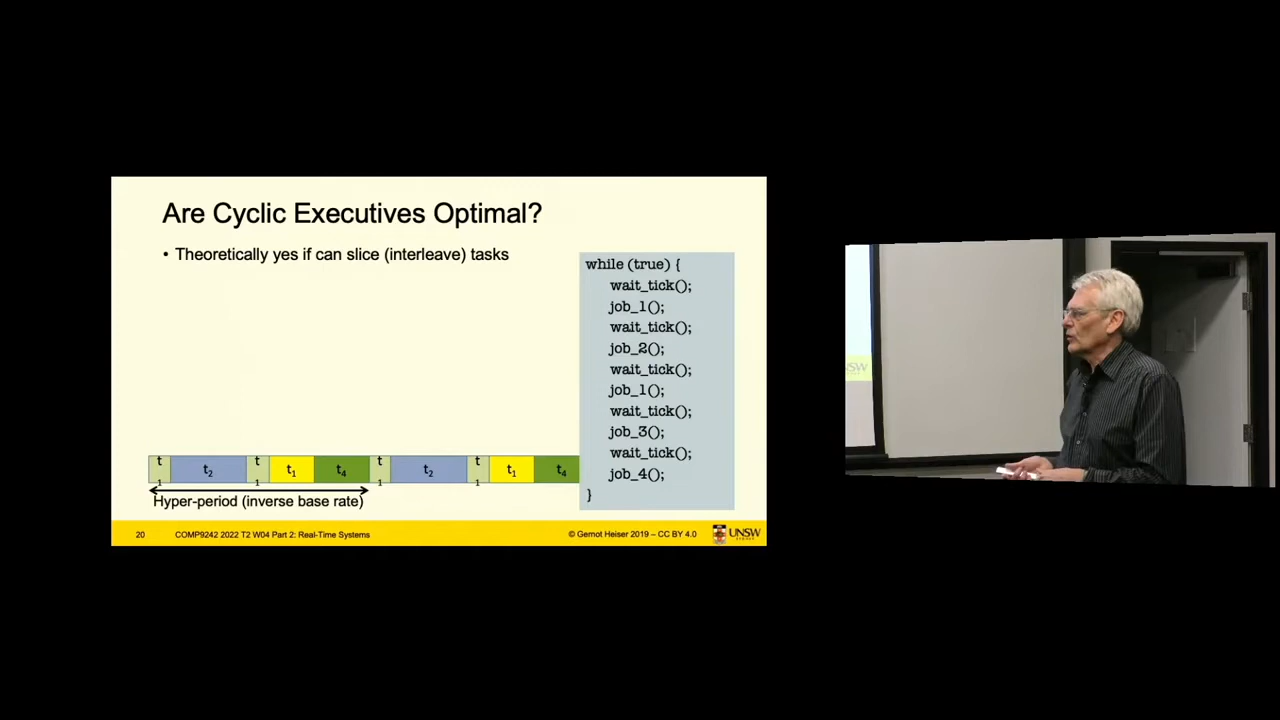 Are Cyclic Executives Optimal?
• Theoretically yes if can slice (interleave) tasks
while (true) {
wait_tick();
job_1();
wait_tick();
job_2();
wait_tick();
job_1();
wait_tick();
job_3();
wait_tick();
job_4();
}
t1 t2 t1 t1 t4 t1 t2 t1 t1 t4
Hyper-period (inverse base rate)
20 COMP9242 2022 T2 W04 Part 2: Real-Time Systems © Gernot Heiser 2019 – CC BY 4.0 UNSW